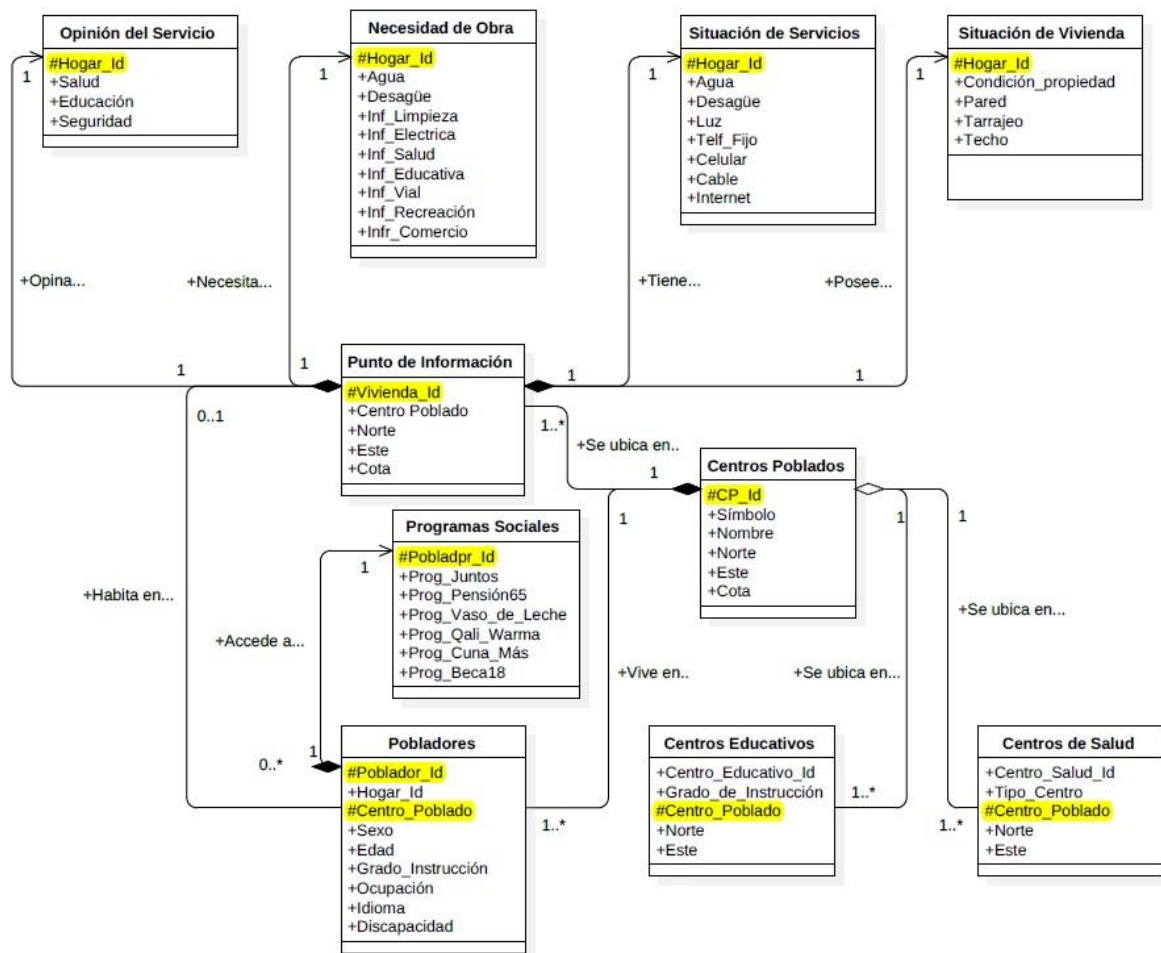 Opinión del Servicio
#Hogar_Id
+Salud
+Educación
+Seguridad
1
Necesidad de Obra
#Hogar_Id
+Agua
+Desagüe
+Inf_Limpieza
+Inf_Electrica
+Inf_Salud
+Inf_Educativa
+Inf_Vial
+Inf_Recreación
+Infr_Comercio
1
Situación de Servicios
#Hogar_Id
+Agua
+Desagüe
+Luz
+Telf_Fijo
+Celular
+Cable
+Internet
1
Situación de Vivienda
#Hogar_Id
+Condición_propiedad
+Pared
+Tarrajeo
+Techo
1
+Opina...
+Necesita...
+Tiene...
+Posee...
1
1
1
1
0..1
Punto de Información
#Vivienda_Id
+Centro Poblado
+Norte
+Este
+Cota
1..*
+Se ubica en..
1
Centros Poblados
#CP_Id
+Símbolo
+Nombre
+Norte
+Este
+Cota
1
1
1
Programas Sociales
#Pobladpr_Id
+Prog_Juntos
+Prog_Pensión65
+Prog_Vaso_de_Leche
+Prog_Qali_Warma
+Prog_Cuna_Más
+Prog_Beca18
1
+Habita en...
+Accede a...
+Vive en..
+Se ubica en...
+Se ubica en...
Pobladores
#Poblador_Id
+Hogar_Id
#Centro_Poblado
+Sexo
+Edad
+Grado_Instrucción
+Ocupación
+Idioma
+Discapacidad
1
0..*
1..*
Centros Educativos
+Centro_Educativo_Id
+Grado_de_Instrucción
#Centro_Poblado
+Norte
+Este
1..*
Centros de Salud
+Centro_Salud_Id
+Tipo_Centro
#Centro_Poblado
+Norte
+Este
1..*